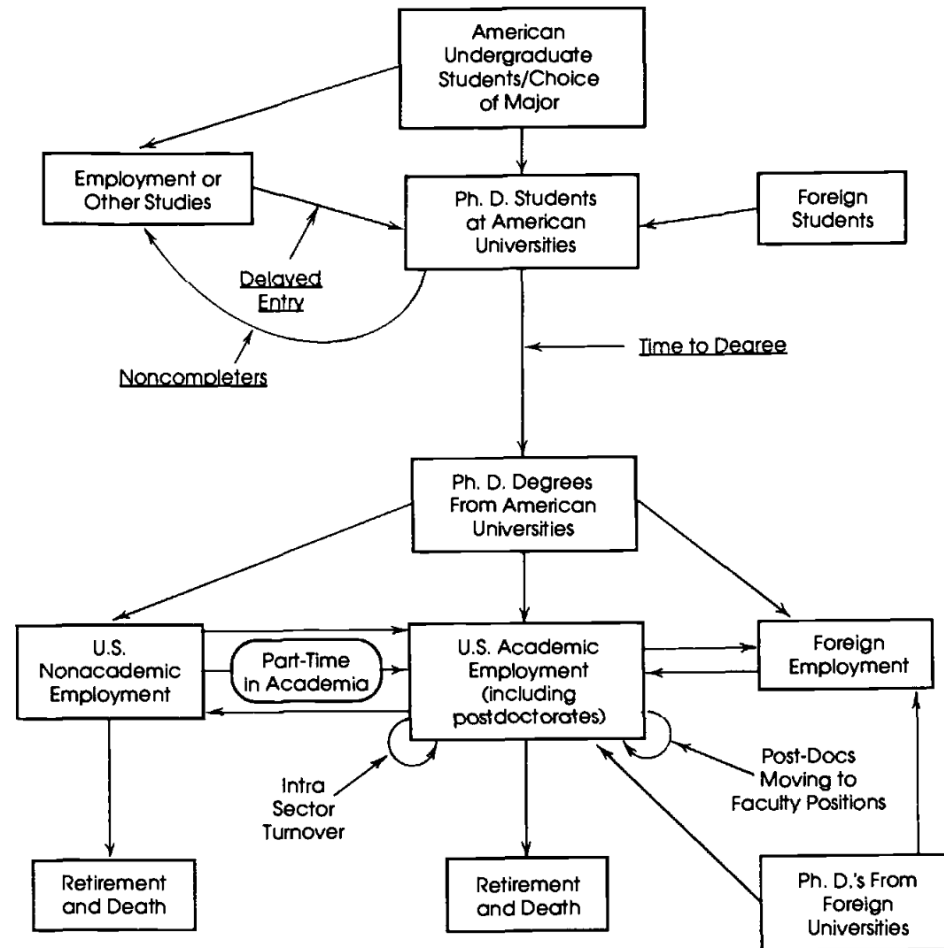 American
Undergraduate
Students/Choice
of Major
Employment or
Other Studies
Ph. D. Students
at American
Universities
Foreign
Students
Delayed
Entry
Noncompleters
Time to Degree
Ph. D. Degrees
From American
Universities
U.S.
Nonacademic
Employment
Part-Time
in Academia
U.S. Academic
Employment
(including
postdoctorates)
Foreign
Employment
Intra
Sector
Turnover
Post-Docs
Moving to
Faculty Positions
Retirement
and Death
Retirement
and Death
Ph. D.'s From
Foreign
Universities